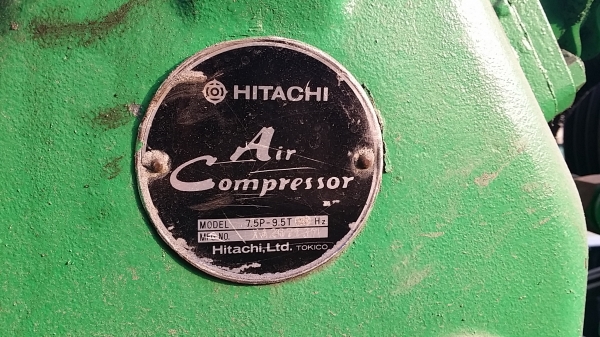 HITACHI
Air
Compressor
MODEL 7.5P-9.5T Hz
MFG NO
Hitachi, Ltd. TOKICO